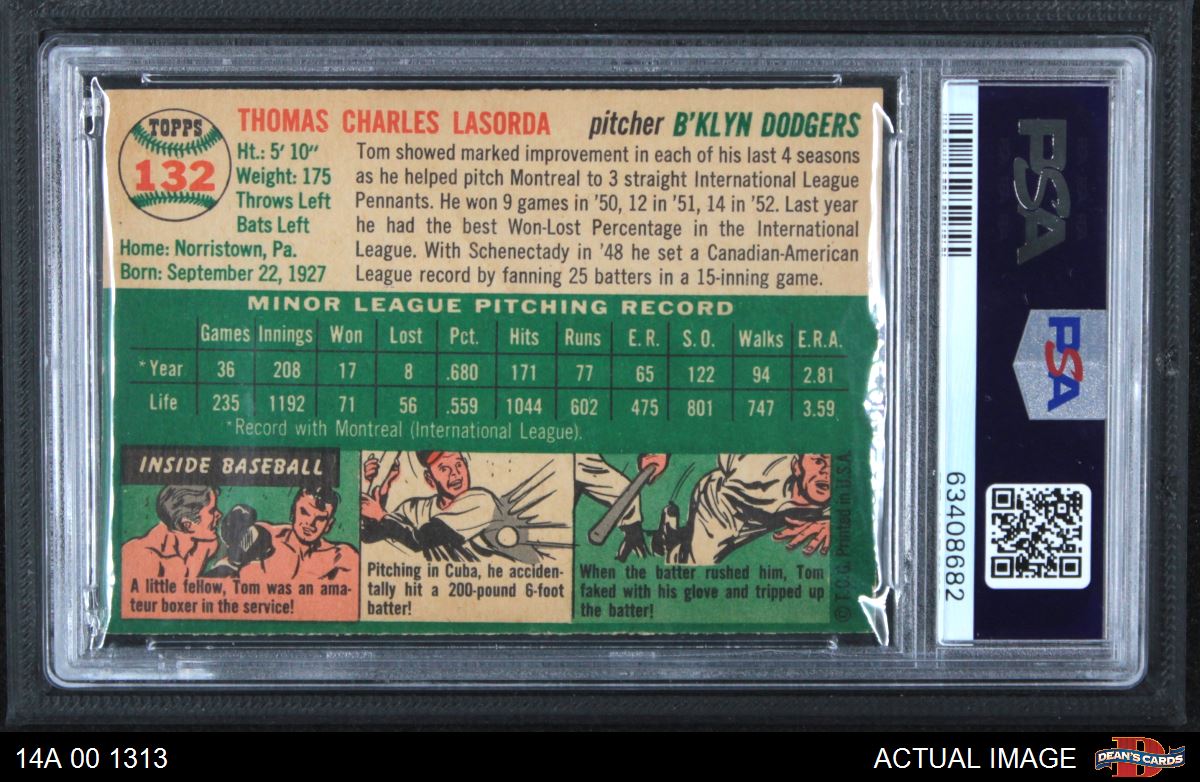 TOPPS
132
THOMAS CHARLES LASORDA pitcher B'KLYN DODGERS
Ht.: 5' 10"
Weight: 175
Throws Left
Bats Left
Home: Norristown, Pa.
Born: September 22, 1927
Tom showed marked improvement in each of his last 4 seasons
as he helped pitch Montreal to 3 straight International League
Pennants. He won 9 games in '50, 12 in '51, 14 in '52. Last year
he had the best Won-Lost Percentage in the International
League. With Schenectady in '48 he set a Canadian-American
League record by fanning 25 batters in a 15-inning game.
MINOR LEAGUE PITCHING RECORD
Games Innings Won Lost Pct. Hits Runs E. R. S. O. Walks E.R.A.
*Year 36 208 17 8 .680 171 77 65 122 94 2.81
Life 235 1192 71 56 .559 1044 602 475 801 747 3.59
*Record with Montreal (International League).
INSIDE BASEBALL
A little fellow, Tom was an ama-
teur boxer in the service!
Pitching in Cuba, he acciden-
tally hit a 200-pound 6-foot
batter!
When the batter rushed him, Tom
faked with his glove and tripped up
the batter!
© T.C.G. Printed in U.S.A.
PSA
PSA
63408682
14A 00 1313
ACTUAL IMAGE
DEAN'S CARDS